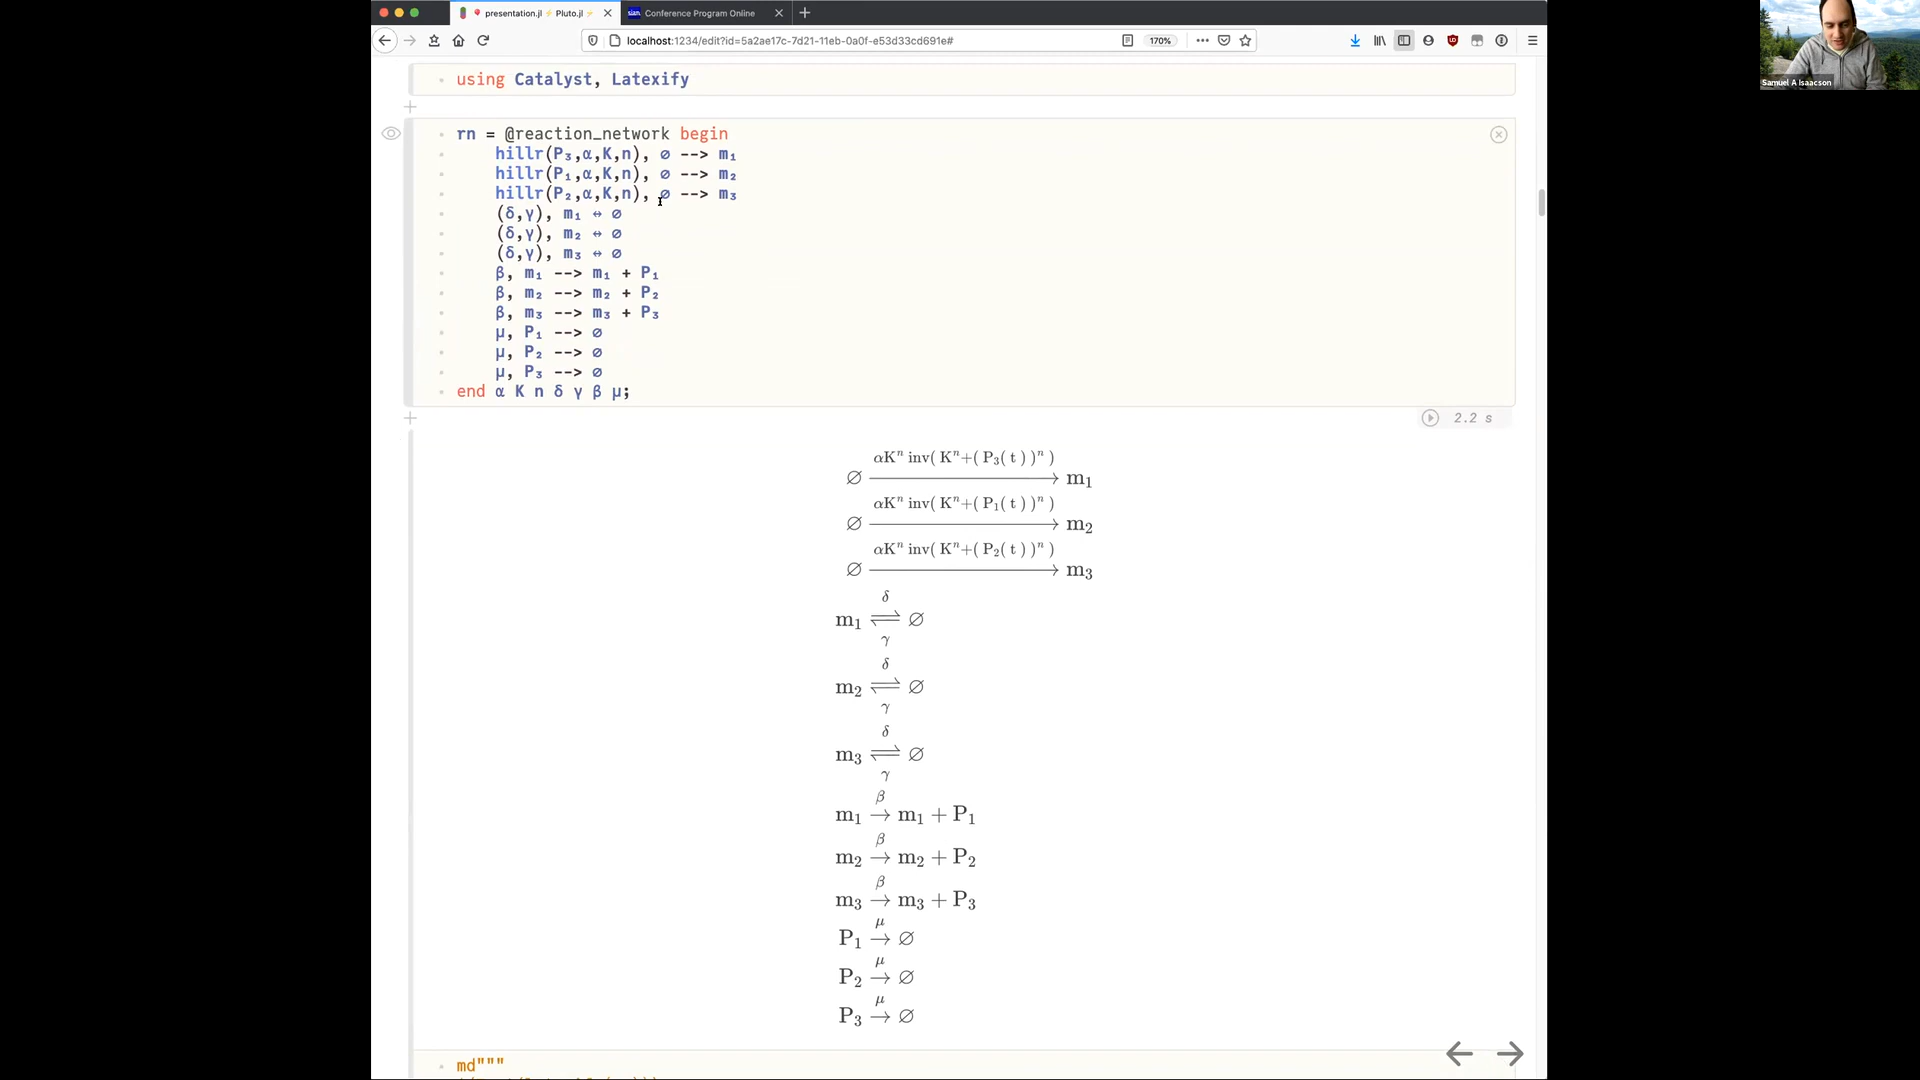 presentation.jl ⚡ Pluto.jl ⚡
Conference Program Online
localhost:1234/edit?id=5a2ae17c-7d21-11eb-0a0f-e53d33cd691e#
170%
Samuel A Isaacson
using Catalyst, Latexify
rn = @reaction_network begin
hillr(P₃,α,K,n), ∅ --> m₁
hillr(P₁,α,K,n), ∅ --> m₂
hillr(P₂,α,K,n), ∅ --> m₃
(δ,γ), m₁ ↔ ∅
(δ,γ), m₂ ↔ ∅
(δ,γ), m₃ ↔ ∅
β, m₁ --> m₁ + P₁
β, m₂ --> m₂ + P₂
β, m₃ --> m₃ + P₃
μ, P₁ --> ∅
μ, P₂ --> ∅
μ, P₃ --> ∅
end α K n δ γ β μ;
2.2 s
αKⁿ inv( Kⁿ+( P₃( t ) )ⁿ )
∅ ⟶ m₁
αKⁿ inv( Kⁿ+( P₁( t ) )ⁿ )
∅ ⟶ m₂
αKⁿ inv( Kⁿ+( P₂( t ) )ⁿ )
∅ ⟶ m₃
δ
m₁ ⇌ ∅
γ
δ
m₂ ⇌ ∅
γ
δ
m₃ ⇌ ∅
γ
β
m₁ → m₁ + P₁
β
m₂ → m₂ + P₂
β
m₃ → m₃ + P₃
μ
P₁ → ∅
μ
P₂ → ∅
μ
P₃ → ∅
md"""